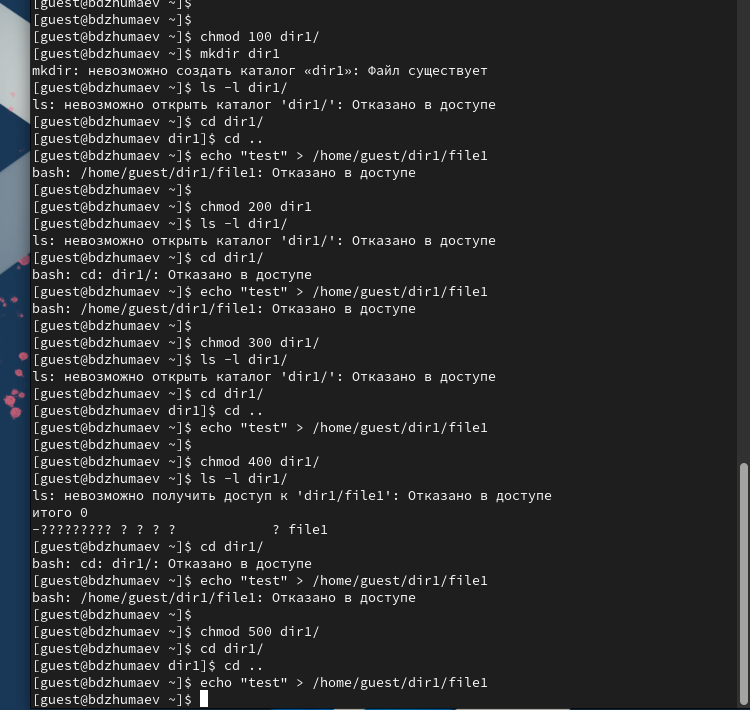 [guest@bdzhumaev ~]$
[guest@bdzhumaev ~]$
[guest@bdzhumaev ~]$ chmod 100 dir1/
[guest@bdzhumaev ~]$ mkdir dir1
mkdir: невозможно создать каталог «dir1»: Файл существует
[guest@bdzhumaev ~]$ ls -l dir1/
ls: невозможно открыть каталог 'dir1/': Отказано в доступе
[guest@bdzhumaev ~]$ cd dir1/
[guest@bdzhumaev dir1]$ cd ..
[guest@bdzhumaev ~]$ echo "test" > /home/guest/dir1/file1
bash: /home/guest/dir1/file1: Отказано в доступе
[guest@bdzhumaev ~]$
[guest@bdzhumaev ~]$ chmod 200 dir1
[guest@bdzhumaev ~]$ ls -l dir1/
ls: невозможно открыть каталог 'dir1/': Отказано в доступе
[guest@bdzhumaev ~]$ cd dir1/
bash: cd: dir1/: Отказано в доступе
[guest@bdzhumaev ~]$ echo "test" > /home/guest/dir1/file1
bash: /home/guest/dir1/file1: Отказано в доступе
[guest@bdzhumaev ~]$
[guest@bdzhumaev ~]$ chmod 300 dir1/
[guest@bdzhumaev ~]$ ls -l dir1/
ls: невозможно открыть каталог 'dir1/': Отказано в доступе
[guest@bdzhumaev ~]$ cd dir1/
[guest@bdzhumaev dir1]$ cd ..
[guest@bdzhumaev ~]$ echo "test" > /home/guest/dir1/file1
[guest@bdzhumaev ~]$
[guest@bdzhumaev ~]$ chmod 400 dir1/
[guest@bdzhumaev ~]$ ls -l dir1/
ls: невозможно получить доступ к 'dir1/file1': Отказано в доступе
итого 0
-????????? ? ? ? ?            ? file1
[guest@bdzhumaev ~]$ cd dir1/
bash: cd: dir1/: Отказано в доступе
[guest@bdzhumaev ~]$ echo "test" > /home/guest/dir1/file1
bash: /home/guest/dir1/file1: Отказано в доступе
[guest@bdzhumaev ~]$
[guest@bdzhumaev ~]$ chmod 500 dir1/
[guest@bdzhumaev ~]$ cd dir1/
[guest@bdzhumaev dir1]$ cd ..
[guest@bdzhumaev ~]$ echo "test" > /home/guest/dir1/file1
[guest@bdzhumaev ~]$